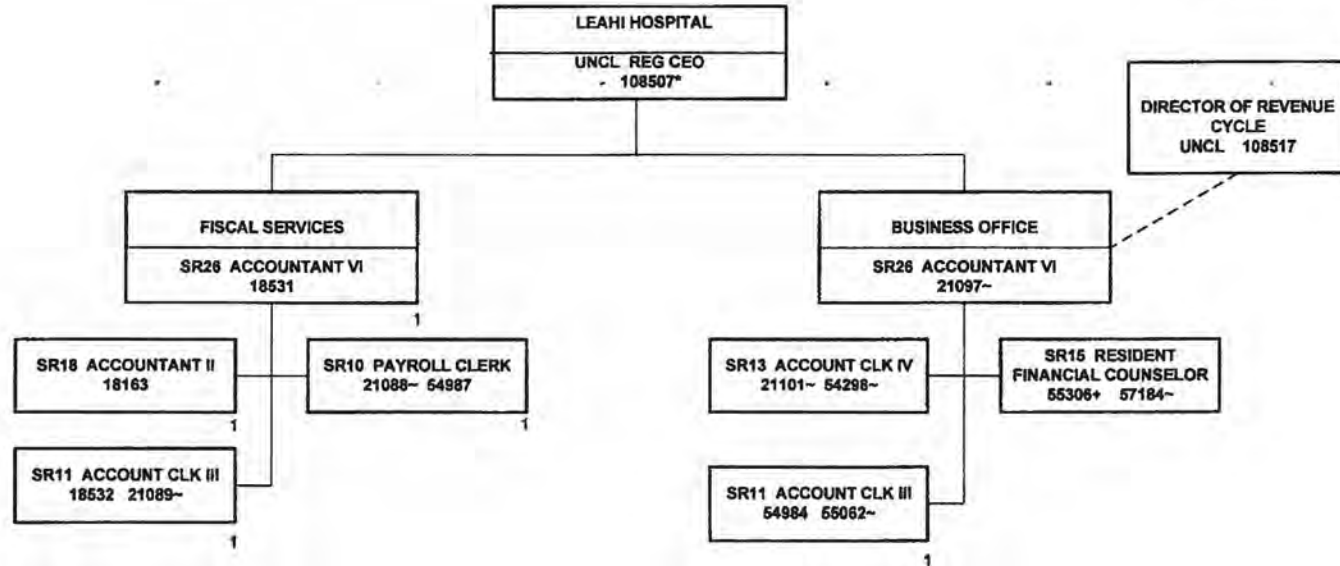 LEAHI HOSPITAL
UNCL REG CEO
108507*
DIRECTOR OF REVENUE
CYCLE
UNCL 108517
FISCAL SERVICES
SR26 ACCOUNTANT VI
18531
1
BUSINESS OFFICE
SR26 ACCOUNTANT VI
21097~
SR18 ACCOUNTANT II
18163
1
SR10 PAYROLL CLERK
21088~ 54987
1
SR13 ACCOUNT CLK IV
21101~ 54298~
SR15 RESIDENT
FINANCIAL COUNSELOR
55306+ 57184~
SR11 ACCOUNT CLK III
18532 21089~
1
SR11 ACCOUNT CLK III
54984 55062~
1